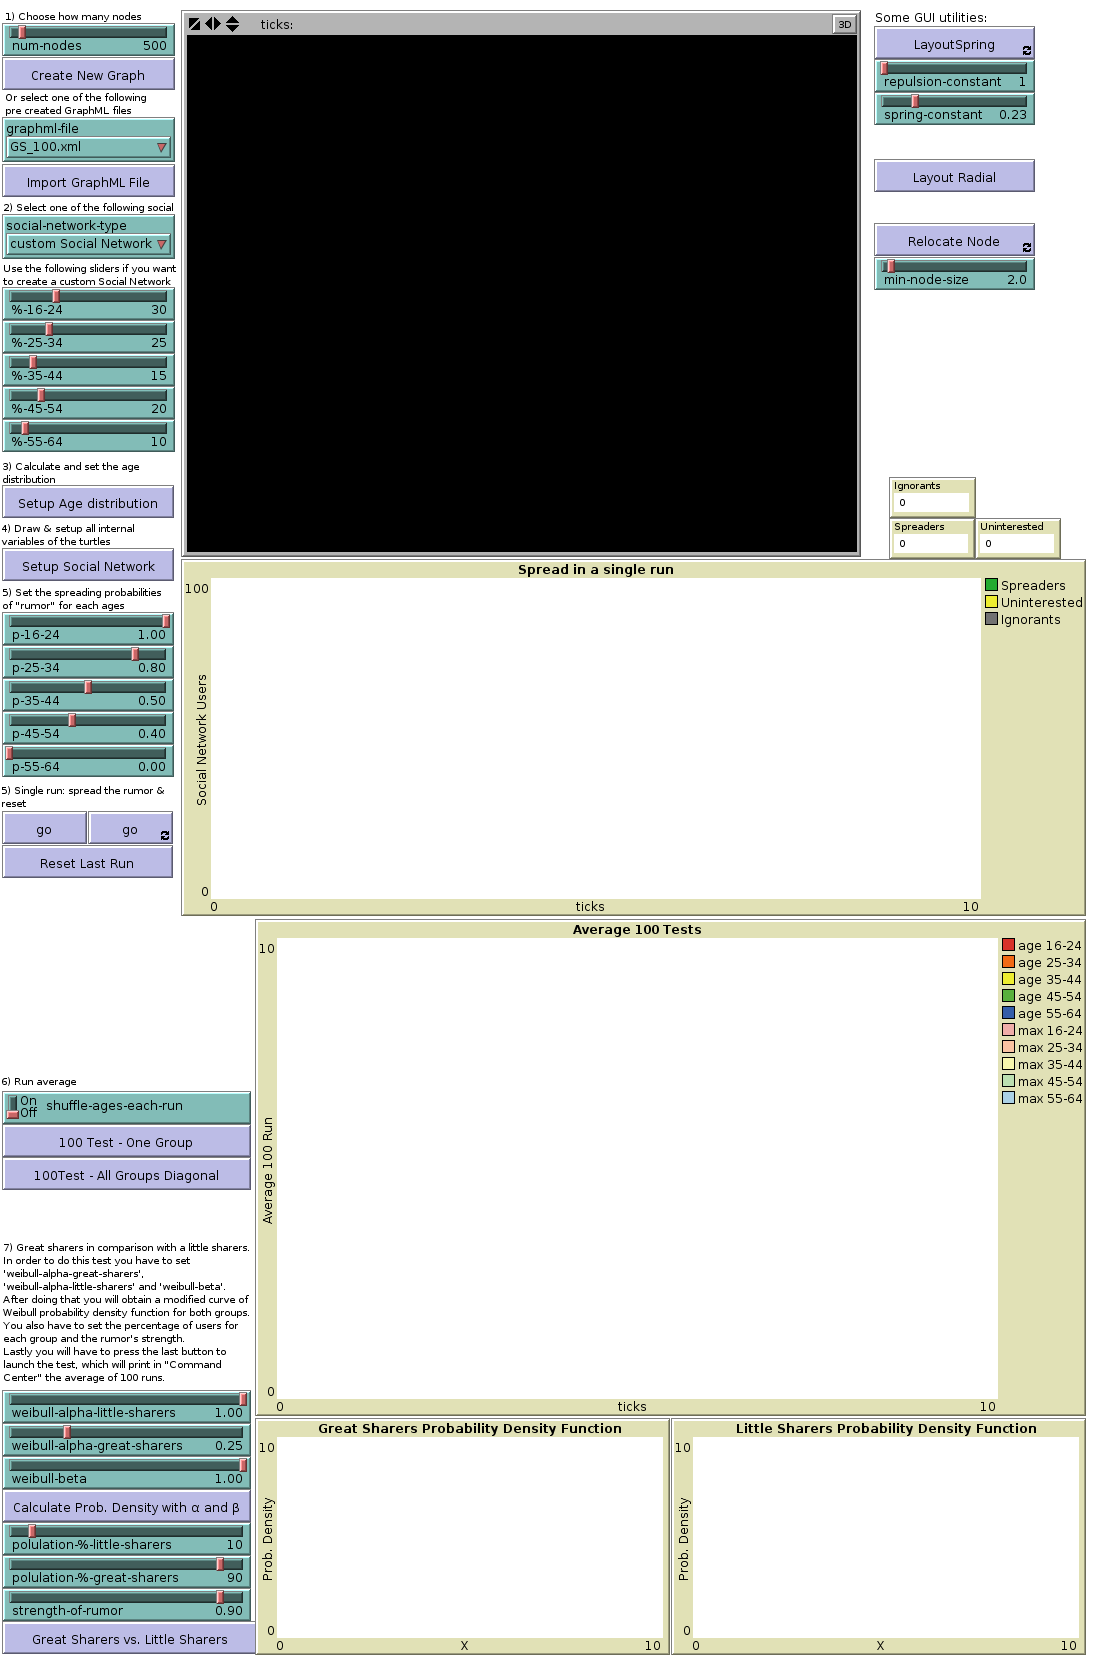 1) Choose how many nodes
num-nodes 500
Create New Graph
Or select one of the following
pre created GraphML files
graphml-file
GS_100.xml
Import GraphML File
2) Select one of the following social
social-network-type
custom Social Network
Use the following sliders if you want
to create a custom Social Network
%-16-24 30
%-25-34 25
%-35-44 15
%-45-54 20
%-55-64 10
3) Calculate and set the age
distribution
Setup Age distribution
4) Draw & setup all internal
variables of the turtles
Setup Social Network
5) Set the spreading probabilities
of "rumor" for each ages
p-16-24 1.00
p-25-34 0.80
p-35-44 0.50
p-45-54 0.40
p-55-64 0.00
5) Single run: spread the rumor &
reset
go go
Reset Last Run
ticks:
3D
Some GUI utilities:
LayoutSpring
repulsion-constant 1
spring-constant 0.23
Layout Radial
Relocate Node
min-node-size 2.0
Ignorants
0
Spreaders
0
Uninterested
0
Spread in a single run
100
Social Network Users
0
0 ticks 10
Spreaders
Uninterested
Ignorants
6) Run average
On
Off
shuffle-ages-each-run
100 Test - One Group
100Test - All Groups Diagonal
Average 100 Tests
10
Average 100 Run
0
0 ticks 10
age 16-24
age 25-34
age 35-44
age 45-54
age 55-64
max 16-24
max 25-34
max 35-44
max 45-54
max 55-64
7) Great sharers in comparison with a little sharers.
In order to do this test you have to set
'weibull-alpha-great-sharers',
'weibull-alpha-little-sharers' and 'weibull-beta'.
After doing that you will obtain a modified curve of
Weibull probability density function for both groups.
You also have to set the percentage of users for
each group and the rumor's strength.
Lastly you will have to press the last button to
launch the test, which will print in "Command
Center" the average of 100 runs.
weibull-alpha-little-sharers 1.00
weibull-alpha-great-sharers 0.25
weibull-beta 1.00
Calculate Prob. Density with α and β
polulation-%-little-sharers 10
polulation-%-great-sharers 90
strength-of-rumor 0.90
Great Sharers vs. Little Sharers
Great Sharers Probability Density Function
10
Prob. Density
0
0 X 10
Little Sharers Probability Density Function
10
Prob. Density
0
0 X 10